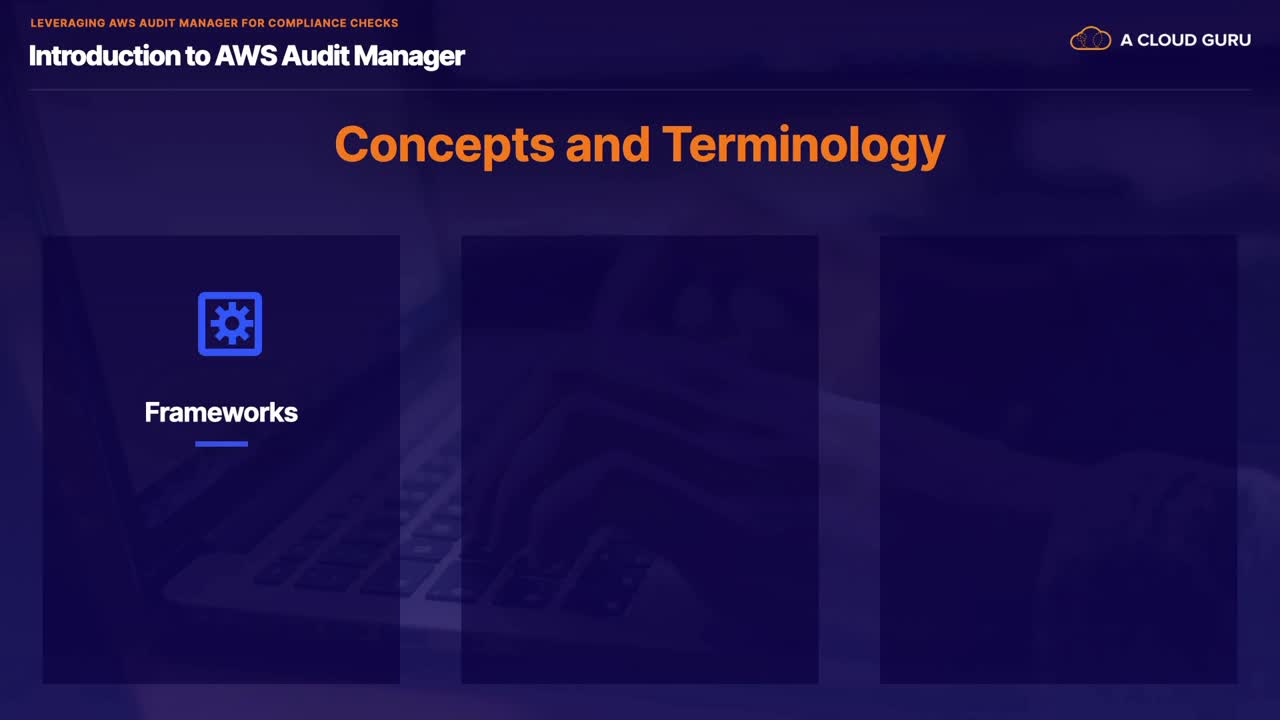 LEVERAGING AWS AUDIT MANAGER FOR COMPLIANCE CHECKS
Introduction to AWS Audit Manager
A CLOUD GURU
Concepts and Terminology
Frameworks